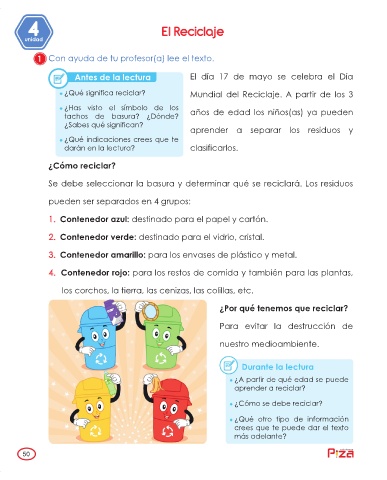 4
unidad
El Reciclaje
1 Con ayuda de tu profesor(a) lee el texto.
Antes de la lectura
• ¿Qué significa reciclar?
• ¿Has visto el símbolo de los
tachos de basura? ¿Dónde?
¿Sabes qué significan?
• ¿Qué indicaciones crees que te
darán en la lectura?
El día 17 de mayo se celebra el Día
Mundial del Reciclaje. A partir de los 3
años de edad los niños(as) ya pueden
aprender a separar los residuos y
clasificarlos.
¿Cómo reciclar?
Se debe seleccionar la basura y determinar qué se reciclará. Los residuos
pueden ser separados en 4 grupos:
1. Contenedor azul: destinado para el papel y cartón.
2. Contenedor verde: destinado para el vidrio, cristal.
3. Contenedor amarillo: para los envases de plástico y metal.
4. Contenedor rojo: para los restos de comida y también para las plantas,
los corchos, la tierra, las cenizas, las colillas, etc.
¿Por qué tenemos que reciclar?
Para evitar la destrucción de
nuestro medioambiente.
Durante la lectura
• ¿A partir de qué edad se puede
aprender a reciclar?
• ¿Cómo se debe reciclar?
• ¿Qué otro tipo de información
crees que te puede dar el texto
más adelante?
50